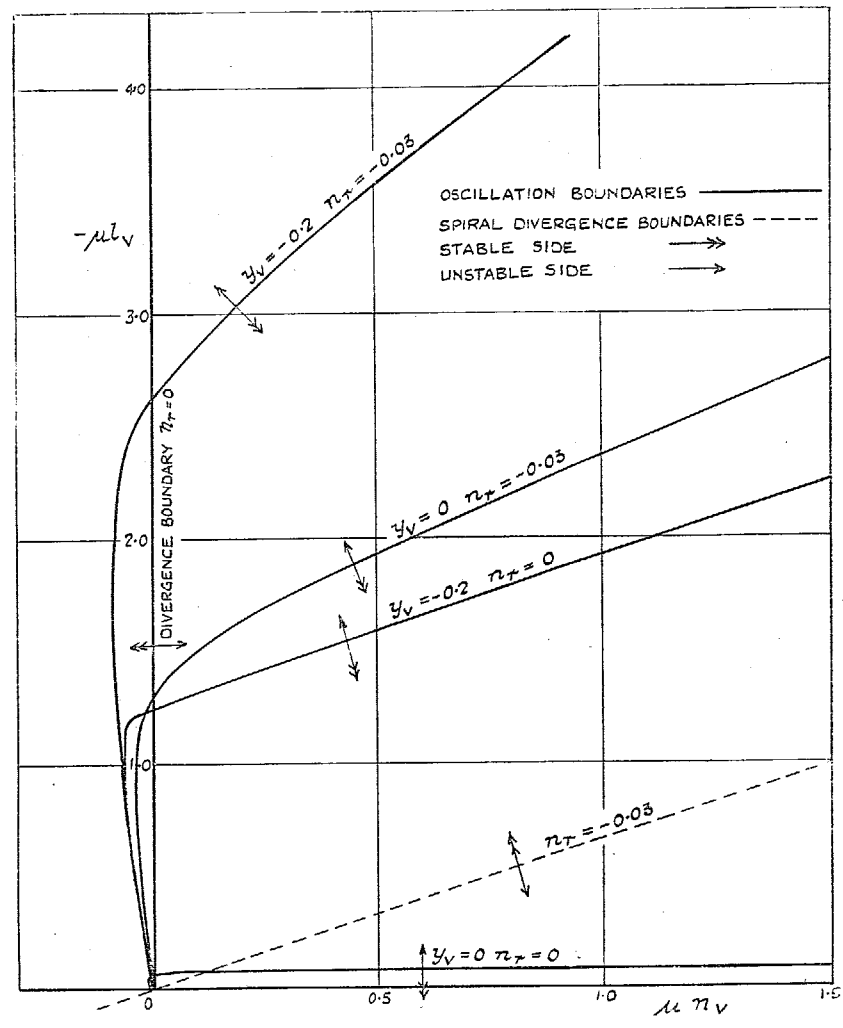 4.0
-μl_v
3.0
2.0
1.0
0
0.5
1.0
1.5
μ n_v
OSCILLATION BOUNDARIES
SPIRAL DIVERGENCE BOUNDARIES
STABLE SIDE
UNSTABLE SIDE
y_v = -0.2 n_r = -0.03
DIVERGENCE BOUNDARY n_r = 0
y_v = 0 n_r = -0.03
y_v = -0.2 n_r = 0
n_r = -0.03
y_v = 0 n_r = 0